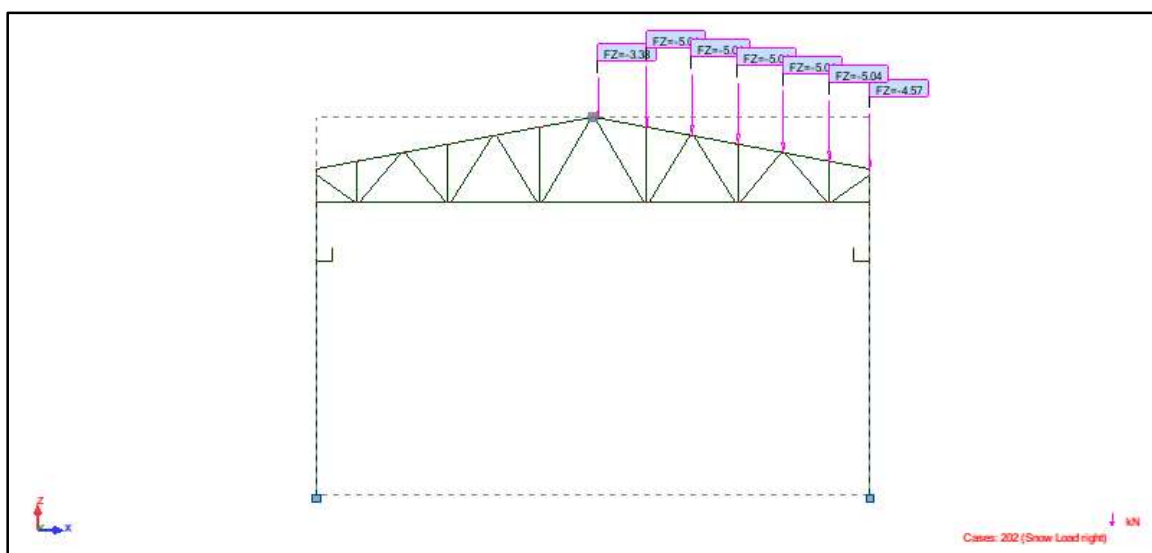 FZ=-3.38
FZ=-5.04
FZ=-4.57
Z
X
kN
Cases: 202 (Snow Load right)